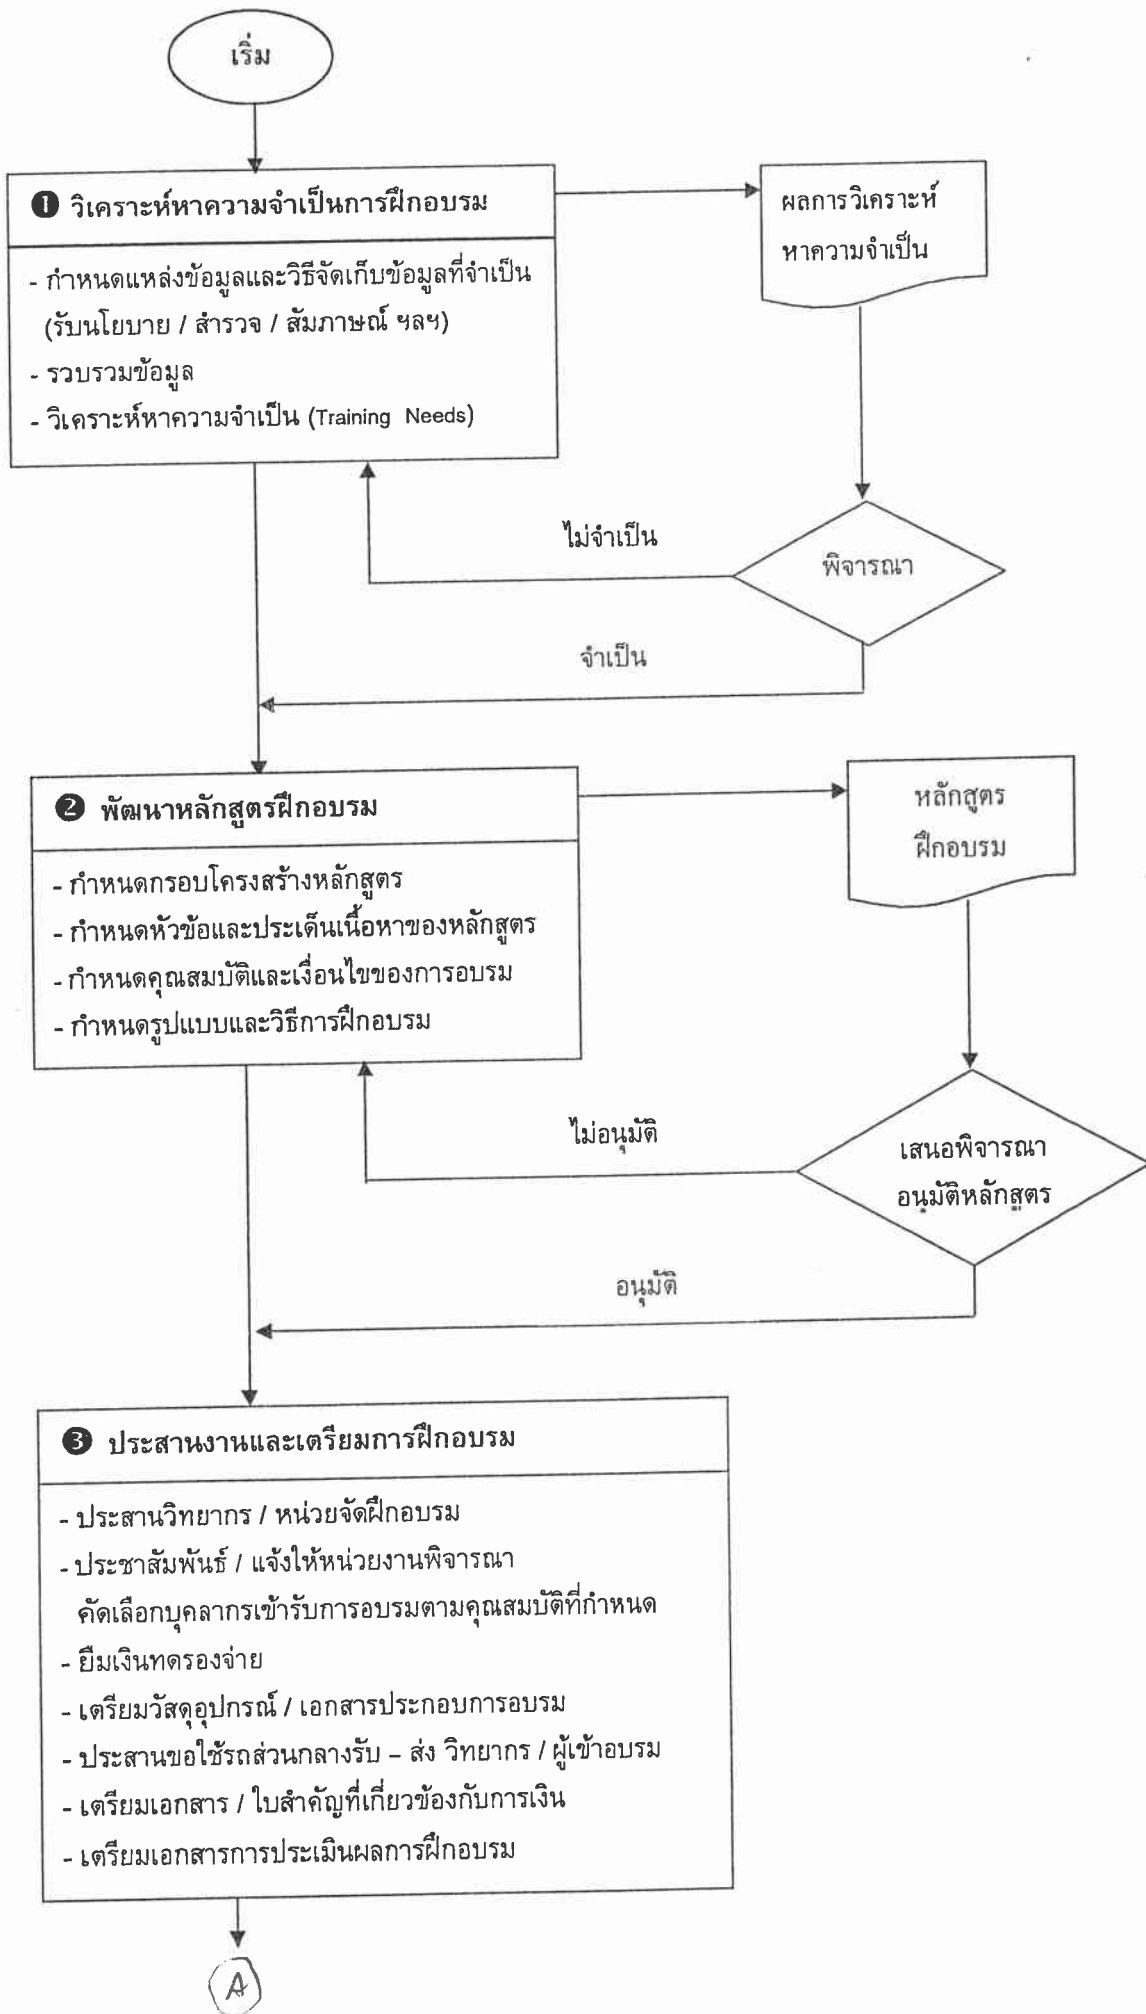 เริ่ม
❶ วิเคราะห์หาความจำเป็นการฝึกอบรม
- กำหนดแหล่งข้อมูลและวิธีจัดเก็บข้อมูลที่จำเป็น
(รับนโยบาย / สำรวจ / สัมภาษณ์ ฯลฯ)
- รวบรวมข้อมูล
- วิเคราะห์หาความจำเป็น (Training Needs)
ผลการวิเคราะห์
หาความจำเป็น
พิจารณา
ไม่จำเป็น
จำเป็น
❷ พัฒนาหลักสูตรฝึกอบรม
- กำหนดกรอบโครงสร้างหลักสูตร
- กำหนดหัวข้อและประเด็นเนื้อหาของหลักสูตร
- กำหนดคุณสมบัติและเงื่อนไขของการอบรม
- กำหนดรูปแบบและวิธีการฝึกอบรม
หลักสูตร
ฝึกอบรม
เสนอพิจารณา
อนุมัติหลักสูตร
ไม่อนุมัติ
อนุมัติ
❸ ประสานงานและเตรียมการฝึกอบรม
- ประสานวิทยากร / หน่วยจัดฝึกอบรม
- ประชาสัมพันธ์ / แจ้งให้หน่วยงานพิจารณา
คัดเลือกบุคลากรเข้ารับการอบรมตามคุณสมบัติที่กำหนด
- ยืมเงินทดรองจ่าย
- เตรียมวัสดุอุปกรณ์ / เอกสารประกอบการอบรม
- ประสานขอใช้รถส่วนกลางรับ – ส่ง วิทยากร / ผู้เข้าอบรม
- เตรียมเอกสาร / ใบสำคัญที่เกี่ยวข้องกับการเงิน
- เตรียมเอกสารการประเมินผลการฝึกอบรม
A